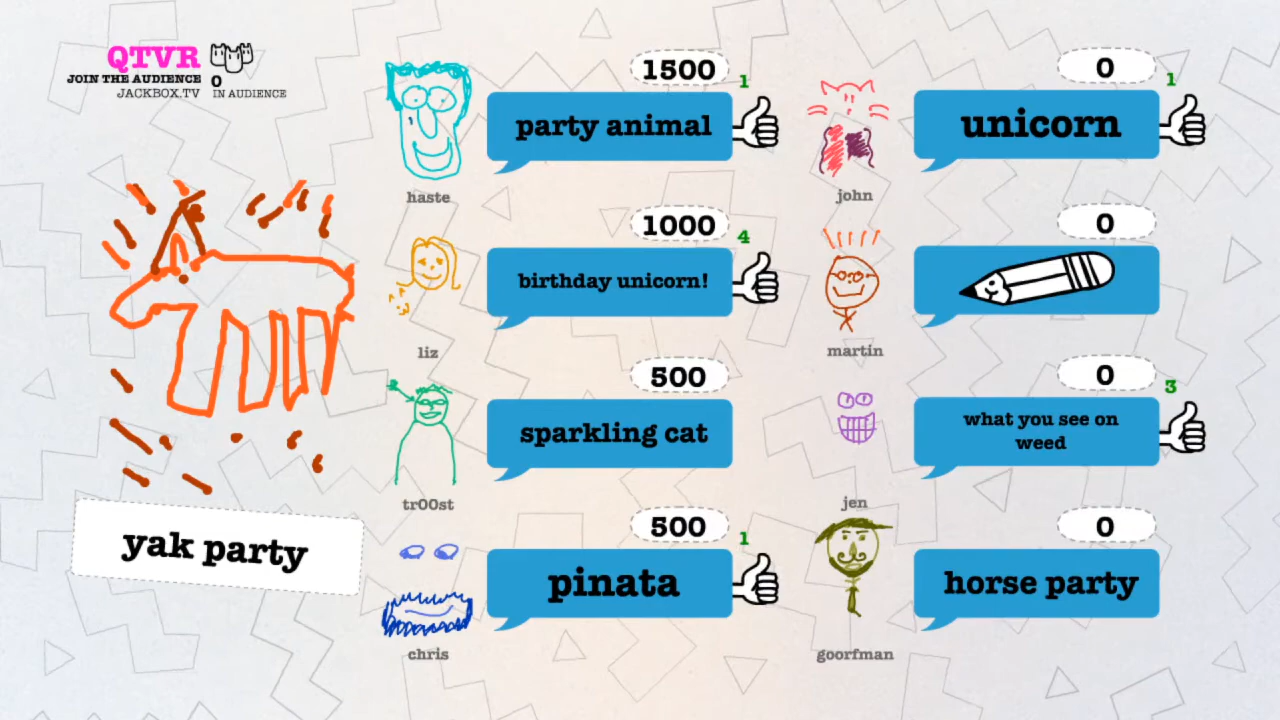 QTVR
JOIN THE AUDIENCE
JACKBOX.TV
0
IN AUDIENCE
yak party
1500
1
party animal
haste
1000
4
birthday unicorn!
liz
500
sparkling cat
tr00st
500
1
pinata
chris
0
1
unicorn
john
0
martin
0
3
what you see on
weed
jen
0
horse party
goorfman